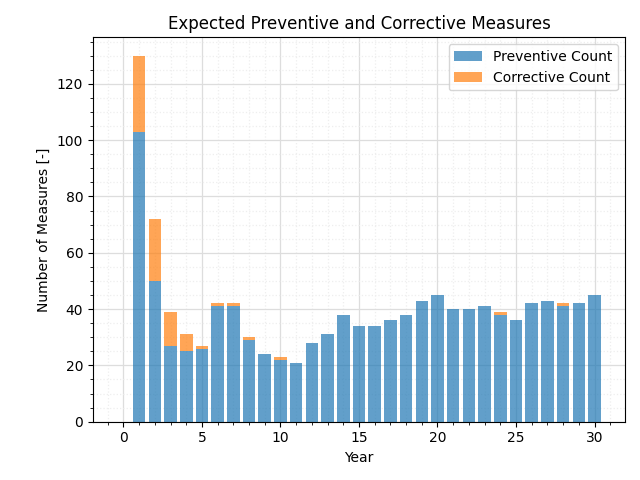 Expected Preventive and Corrective Measures
Preventive Count
Corrective Count
Number of Measures [-]
120
100
80
60
40
20
0
0 5 10 15 20 25 30
Year